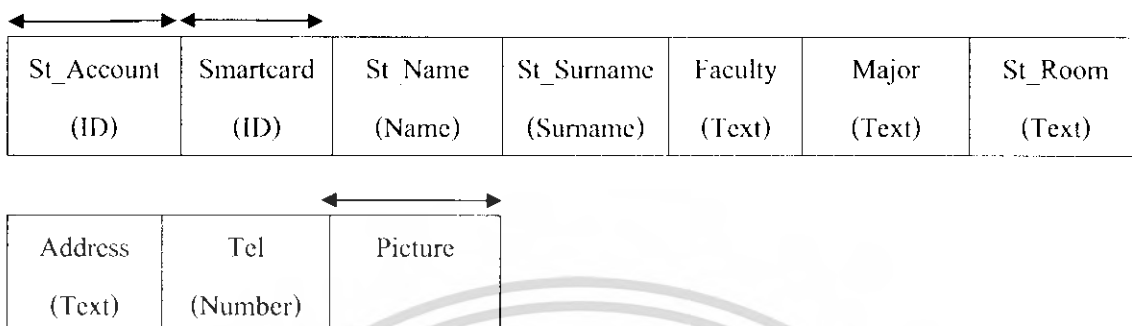 St_Account Smartcard St_Name St_Surname Faculty Major St_Room
(ID) (ID) (Name) (Surname) (Text) (Text) (Text)
Address Tel Picture
(Text) (Number)